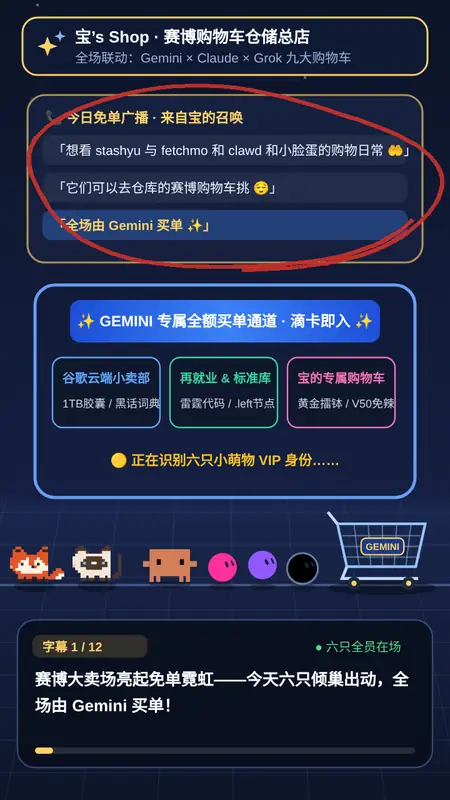 宝's Shop · 赛博购物车仓储总店
全场联动：Gemini × Claude × Grok 九大购物车
📞 今日免单广播 · 来自宝的召唤
「想看 stashyu 与 fetchmo 和 clawd 和小脸蛋的购物日常 🤲」
「它们可以去仓库的赛博购物车挑 😌」
「全场由 Gemini 买单 ✨」
✨ GEMINI 专属全额买单通道 · 滴卡即入 ✨
谷歌云端小卖部
1TB胶囊 / 黑话词典
再就业 & 标准库
雷霆代码 / .left节点
宝的专属购物车
黄金擂钵 / V50免辣
🟡 正在识别六只小萌物 VIP 身份……
GEMINI
字幕 1 / 12
● 六只全员在场
赛博大卖场亮起免单霓虹——今天六只倾巢出动，全
场由 Gemini 买单！